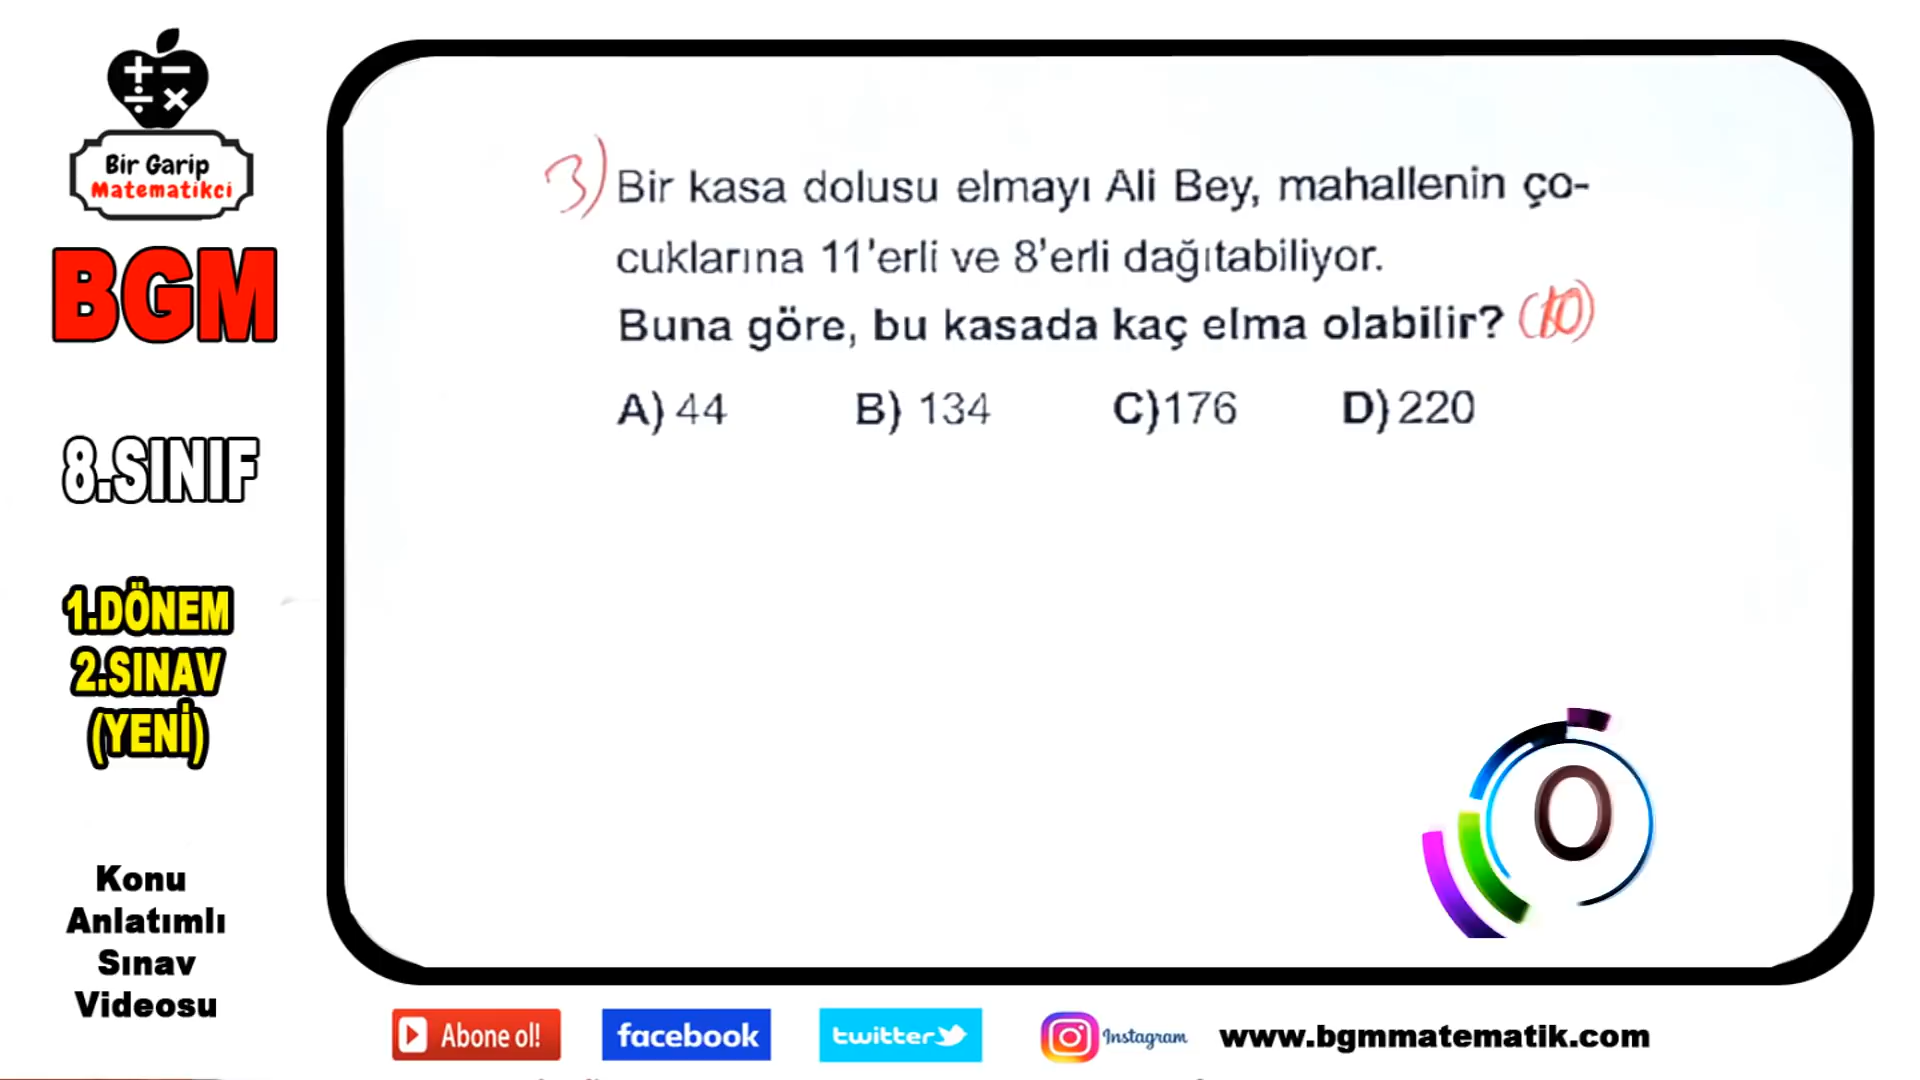 Bir Garip
Matematikci
BGM
8.SINIF
1.DÖNEM
2.SINAV
(YENİ)
Konu
Anlatımlı
Sınav
Videosu
3) Bir kasa dolusu elmayı Ali Bey, mahallenin ço-
cuklarına 11'erli ve 8'erli dağıtabiliyor.
Buna göre, bu kasada kaç elma olabilir? (10)
A) 44 B) 134 C) 176 D) 220
0
Abone ol! facebook twitter Instagram www.bgmmatematik.com